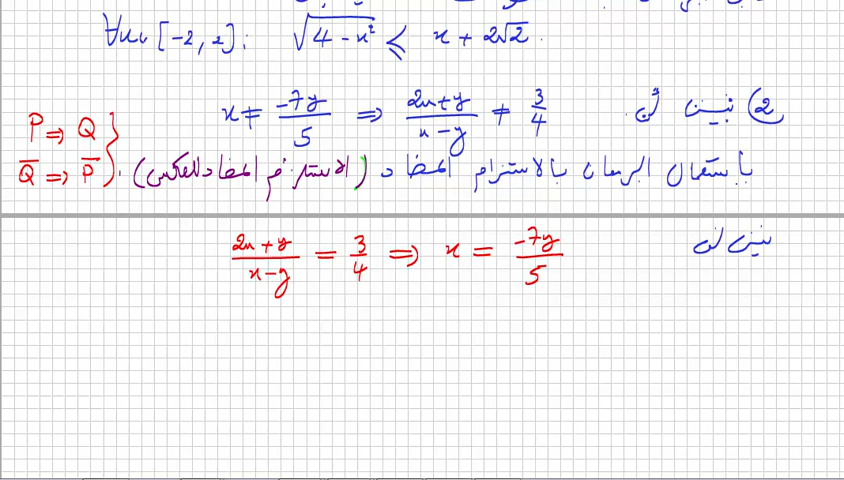 ∀x∈[-2,2]; √(4-x²) ≤ x+2√2.
2) نبين أن x ≠ -7y/5 ⟹ (2x+y)/(x-y) ≠ 3/4
P ⟹ Q
باستعمال البرهان بالاستلزام المضاد (الاستلزام المضاد للعكس).
Q̅ ⟹ P̅
نبين أن (2x+y)/(x-y) = 3/4 ⟹ x = -7y/5